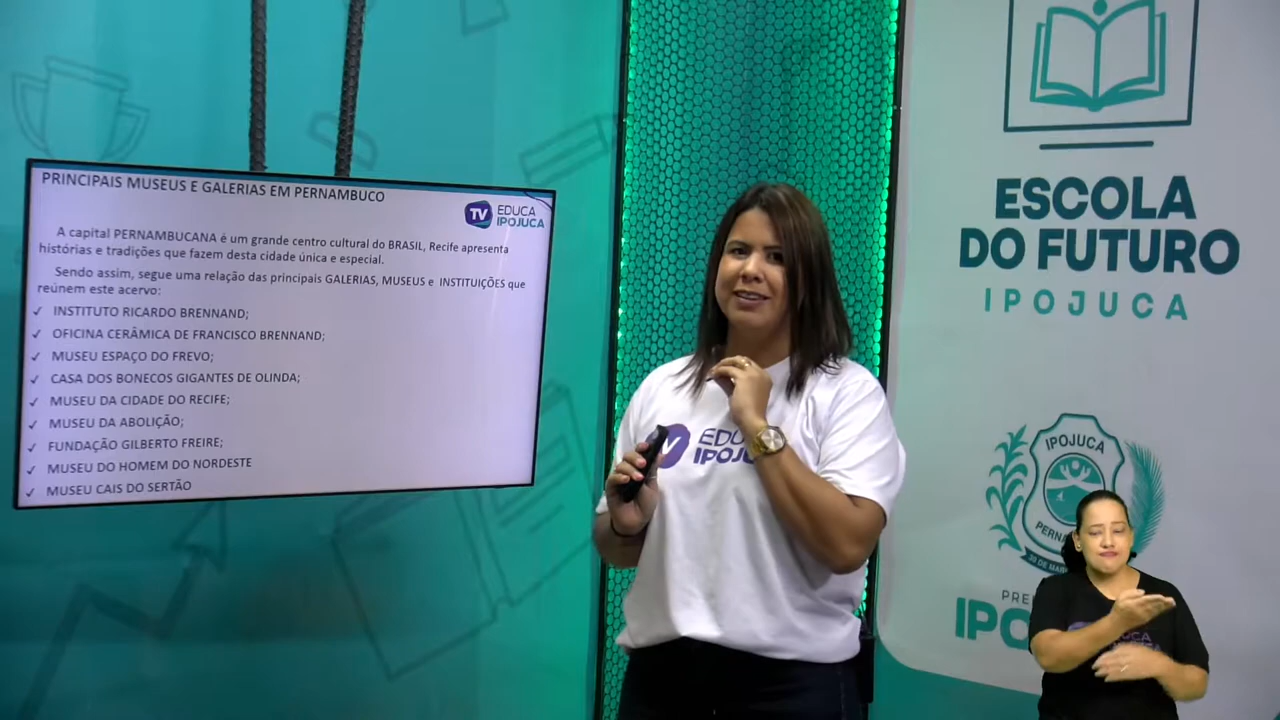 PRINCIPAIS MUSEUS E GALERIAS EM PERNAMBUCO
TV EDUCA
IPOJUCA
A capital PERNAMBUCANA é um grande centro cultural do BRASIL, Recife apresenta
histórias e tradições que fazem desta cidade única e especial.
Sendo assim, segue uma relação das principais GALERIAS, MUSEUS e INSTITUIÇÕES que
reúnem este acervo:
✓ INSTITUTO RICARDO BRENNAND;
✓ OFICINA CERÂMICA DE FRANCISCO BRENNAND;
✓ MUSEU ESPAÇO DO FREVO;
✓ CASA DOS BONECOS GIGANTES DE OLINDA;
✓ MUSEU DA CIDADE DO RECIFE;
✓ MUSEU DA ABOLIÇÃO;
✓ FUNDAÇÃO GILBERTO FREIRE;
✓ MUSEU DO HOMEM DO NORDESTE
✓ MUSEU CAIS DO SERTÃO
ESCOLA
DO FUTURO
IPOJUCA
IPOJUCA